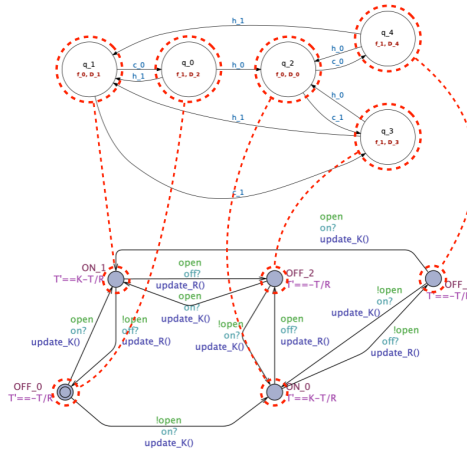 q_4
f_1, D_4
h_1
q_1
f_0, D_1
c_0
h_1
q_0
f_1, D_2
h_0
q_2
f_0, D_0
h_0
c_0
h_0
c_1
h_1
q_3
f_1, D_3
c_1
open
on?
update_K()
ON_1
T'==K-T/R
open
off?
update_R()
open
on?
update_K()
OFF_2
T'==-T/R
OFF_
T'==-T/R
open
on?
update_K()
!open
off?
update_R()
!open
on?
update_K()
open
off?
update_R()
!open
on?
update_K()
!open
off?
update_R()
OFF_0
T'==-T/R
ON_0
T'==K-T/R
!open
on?
update_K()